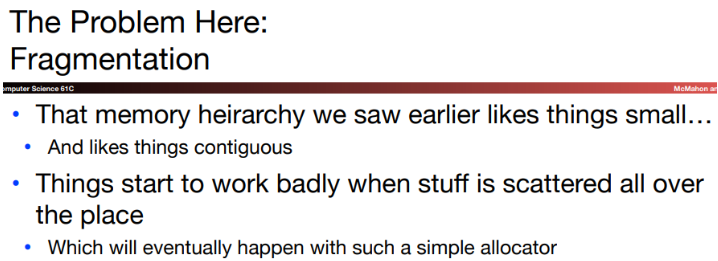 The Problem Here:
Fragmentation
omputer Science 61C
McMahon an
• That memory heirarchy we saw earlier likes things small…
• And likes things contiguous
• Things start to work badly when stuff is scattered all over
the place
• Which will eventually happen with such a simple allocator